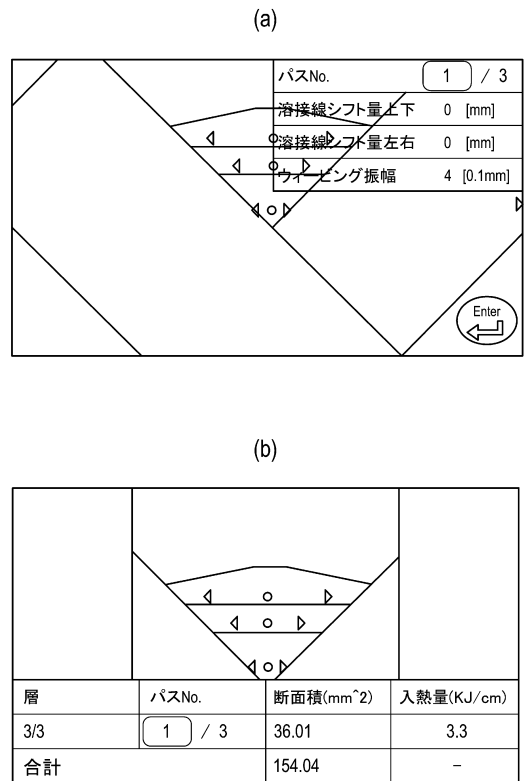 (a)
パスNo. 1 / 3
溶接線シフト量上下 0 [mm]
溶接線シフト量左右 0 [mm]
ウィービング振幅 4 [0.1mm]
Enter
(b)
層 パスNo. 断面積(mm^2) 入熱量(KJ/cm)
3/3 1 / 3 36.01 3.3
合計 154.04 −